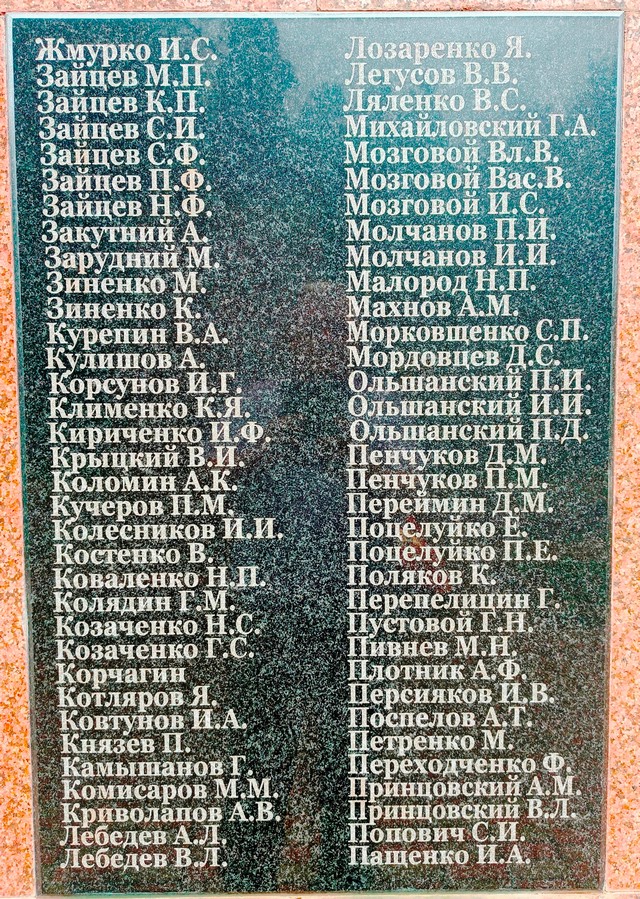 Жмурко И.С.
Зайцев М.П.
Зайцев К.П.
Зайцев С.И.
Зайцев С.Ф.
Зайцев П.Ф.
Зайцев Н.Ф.
Закутний А.
Зарудний М.
Зиненко М.
Зиненко К.
Курепин В.А.
Кулишов А.
Корсунов И.Г.
Клименко К.Я.
Кириченко И.Ф.
Крыцкий В.И.
Коломин А.К.
Кучеров П.М.
Колесников И.И.
Костенко В.
Коваленко Н.П.
Колядин Г.М.
Козаченко Н.С.
Козаченко Г.С.
Корчагин
Котляров Я.
Ковтунов И.А.
Князев П.
Камышанов Г.
Комисаров М.М.
Криволапов А.В.
Лебедев А.Д.
Лебедев В.Л.
Лозаренко Я.
Легусов В.В.
Ляленко В.С.
Михайловский Г.А.
Мозговой Вл.В.
Мозговой Вас.В.
Мозговой И.С.
Молчанов П.И.
Молчанов И.И.
Малород Н.П.
Махнов А.М.
Морковщенко С.П.
Мордовцев Д.С.
Ольшанский П.И.
Ольшанский И.И.
Ольшанский П.Д.
Пенчуков Д.М.
Пенчуков П.М.
Переймин Д.М.
Поцелуйко Е.
Поцелуйко П.Е.
Поляков К.
Перепелицин Г.
Пустовой Г.Н.
Пивнев М.Н.
Плотник А.Ф.
Персияков И.В.
Поспелов А.Т.
Петренко М.
Переходченко Ф.
Принцовский А.М.
Принцовский В.Л.
Попович С.И.
Пащенко И.А.